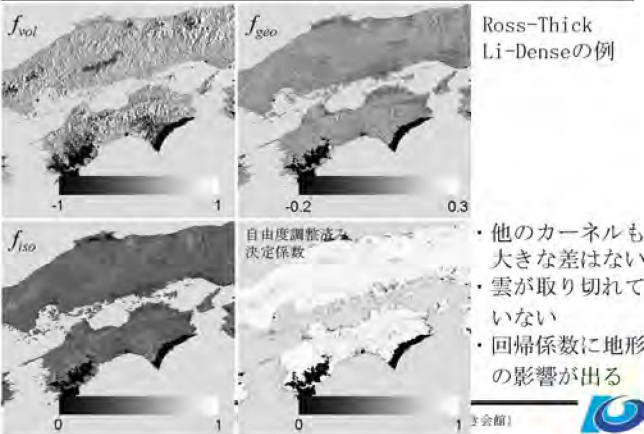 f_vol
f_geo
Ross-Thick
Li-Denseの例
-1 1
-0.2 0.3
f_iso
自由度調整済み
決定係数
・他のカーネルも
大きな差はない
・雲が取り切れて
いない
・回帰係数に地形
の影響が出る
0 1
0 1
会館)